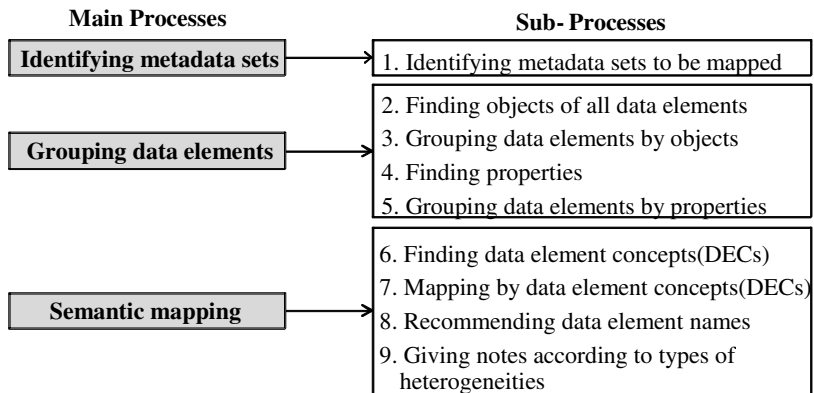 Main Processes
Sub- Processes
Identifying metadata sets
1. Identifying metadata sets to be mapped
Grouping data elements
2. Finding objects of all data elements
3. Grouping data elements by objects
4. Finding properties
5. Grouping data elements by properties
Semantic mapping
6. Finding data element concepts(DECs)
7. Mapping by data element concepts(DECs)
8. Recommending data element names
9. Giving notes according to types of
heterogeneities